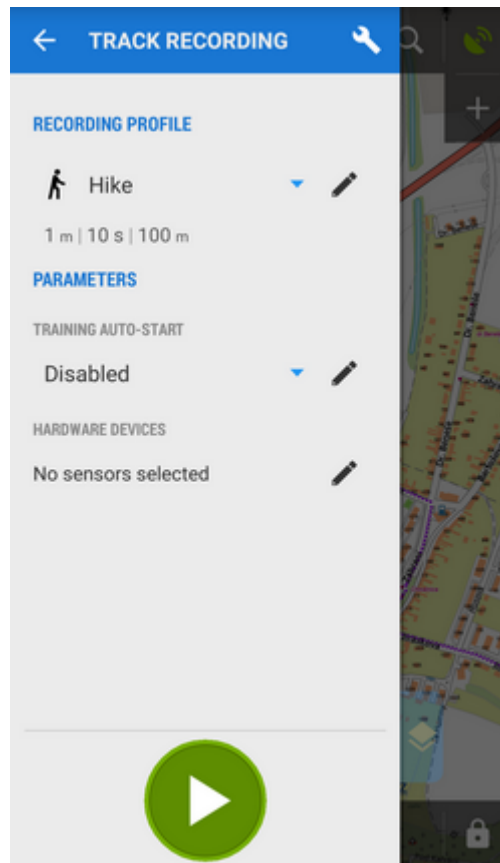 TRACK RECORDING
RECORDING PROFILE
Hike
1 m | 10 s | 100 m
PARAMETERS
TRAINING AUTO-START
Disabled
HARDWARE DEVICES
No sensors selected